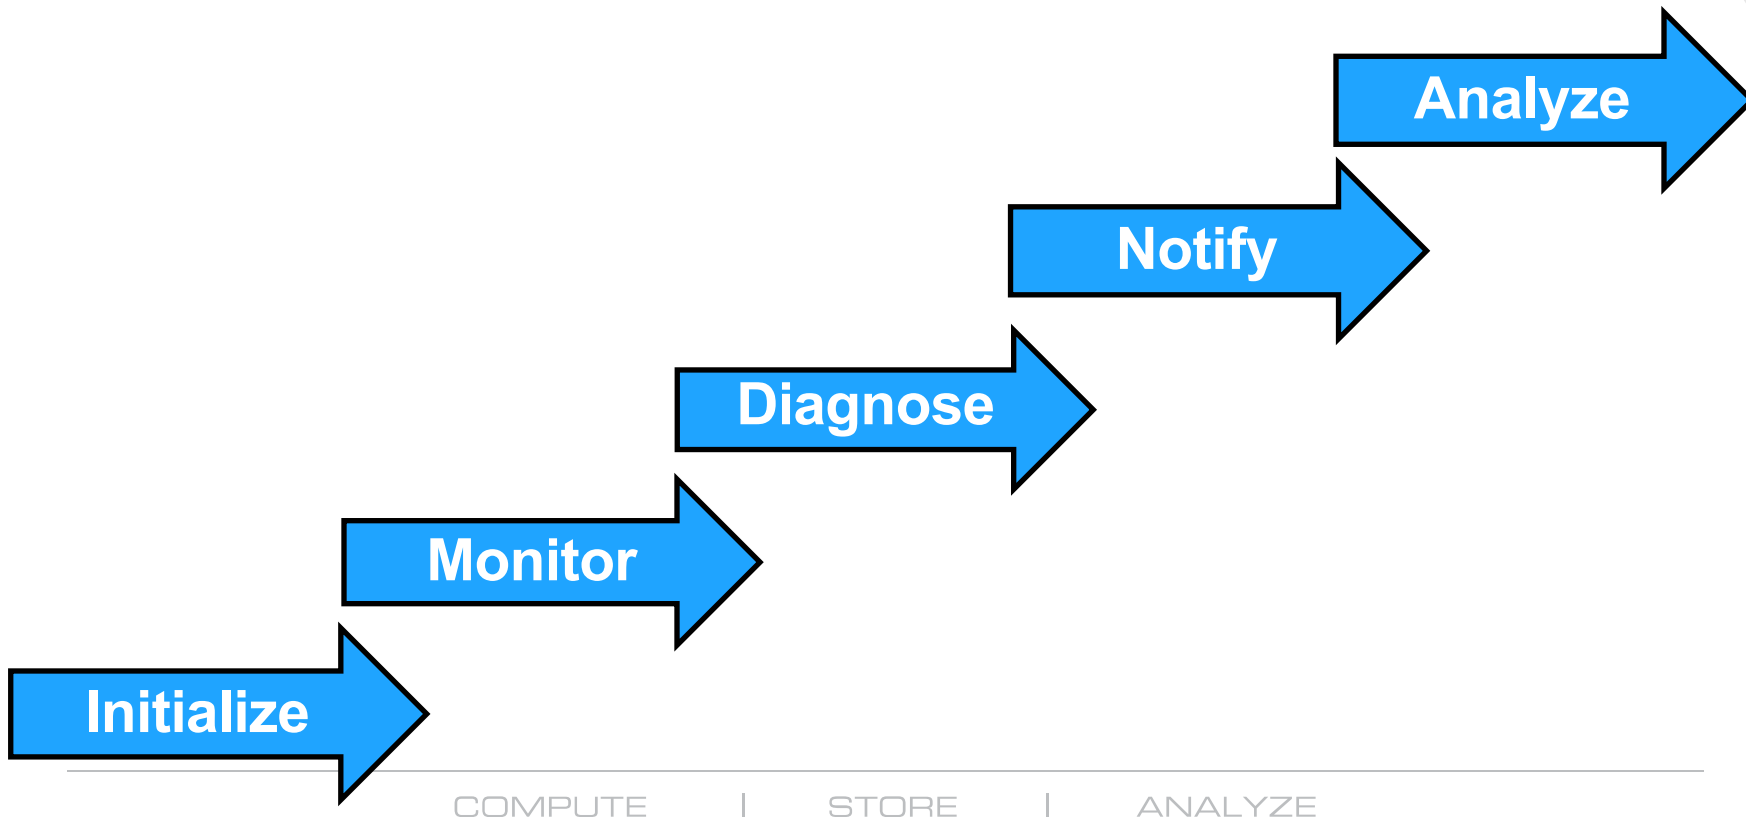 Analyze
Notify
Diagnose
Monitor
Initialize
COMPUTE | STORE | ANALYZE